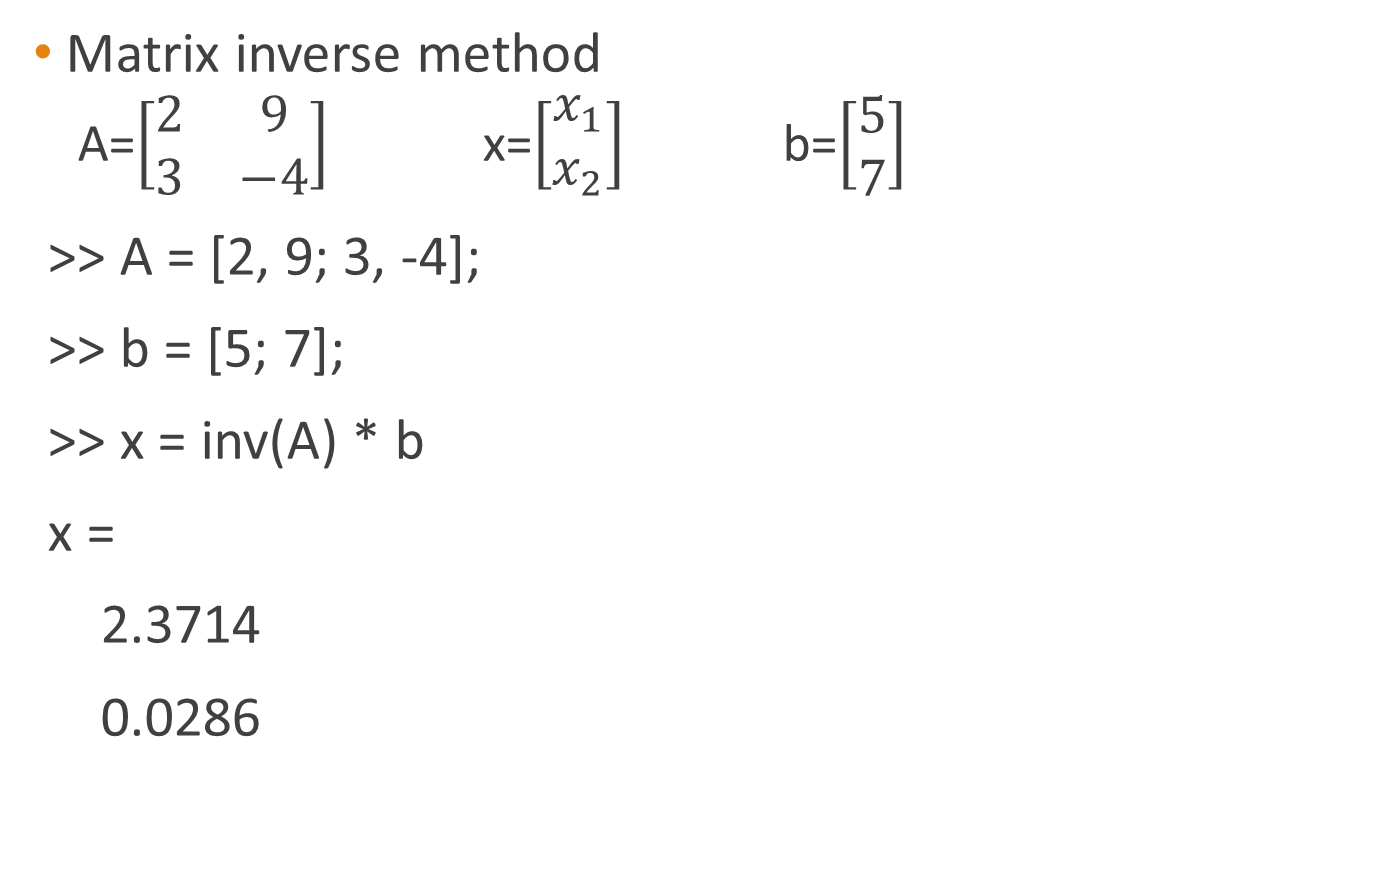 • Matrix inverse method
A=[2 9
3 −4] x=[x₁
x₂] b=[5
7]
>> A = [2, 9; 3, -4];
>> b = [5; 7];
>> x = inv(A) * b
x =
2.3714
0.0286